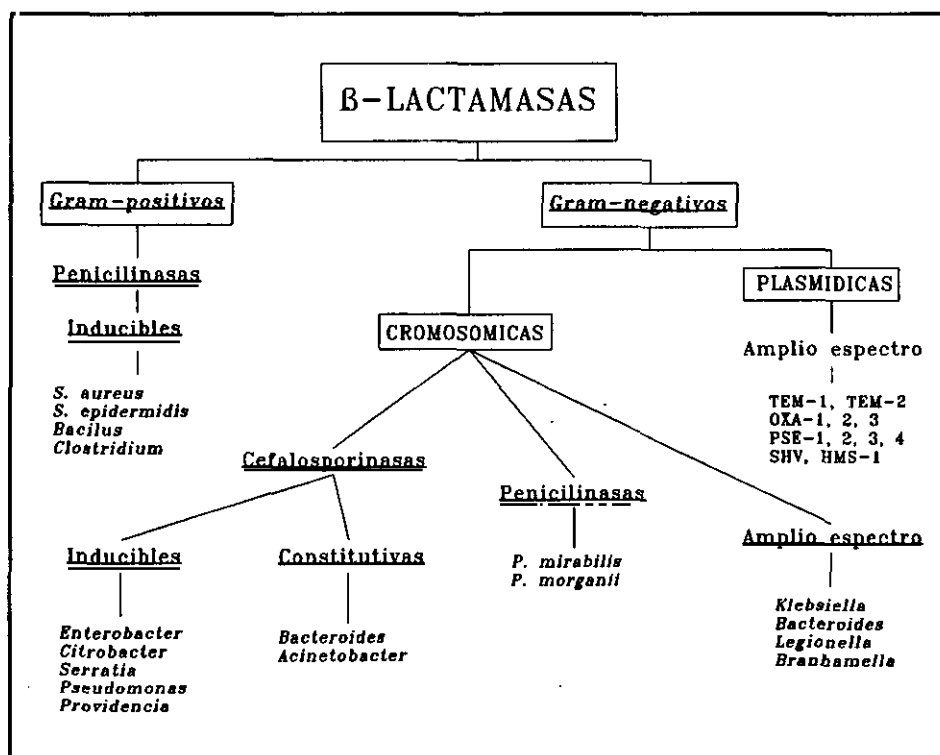 ß-LACTAMASAS
Gram-positivos
Gram-negativos
Penicilinasas
PLASMIDICAS
Inducibles
CROMOSOMICAS
Amplio espectro
S. aureus
S. epidermidis
Bacilus
Clostridium
TEM-1, TEM-2
OXA-1, 2, 3
PSE-1, 2, 3, 4
SHV, HMS-1
Cefalosporinasas
Penicilinasas
Inducibles
Constitutivas
Amplio espectro
P. mirabilis
P. morganii
Enterobacter
Citrobacter
Serratia
Pseudomonas
Providencia
Bacteroides
Acinetobacter
Klebsiella
Bacteroides
Legionella
Branhamella